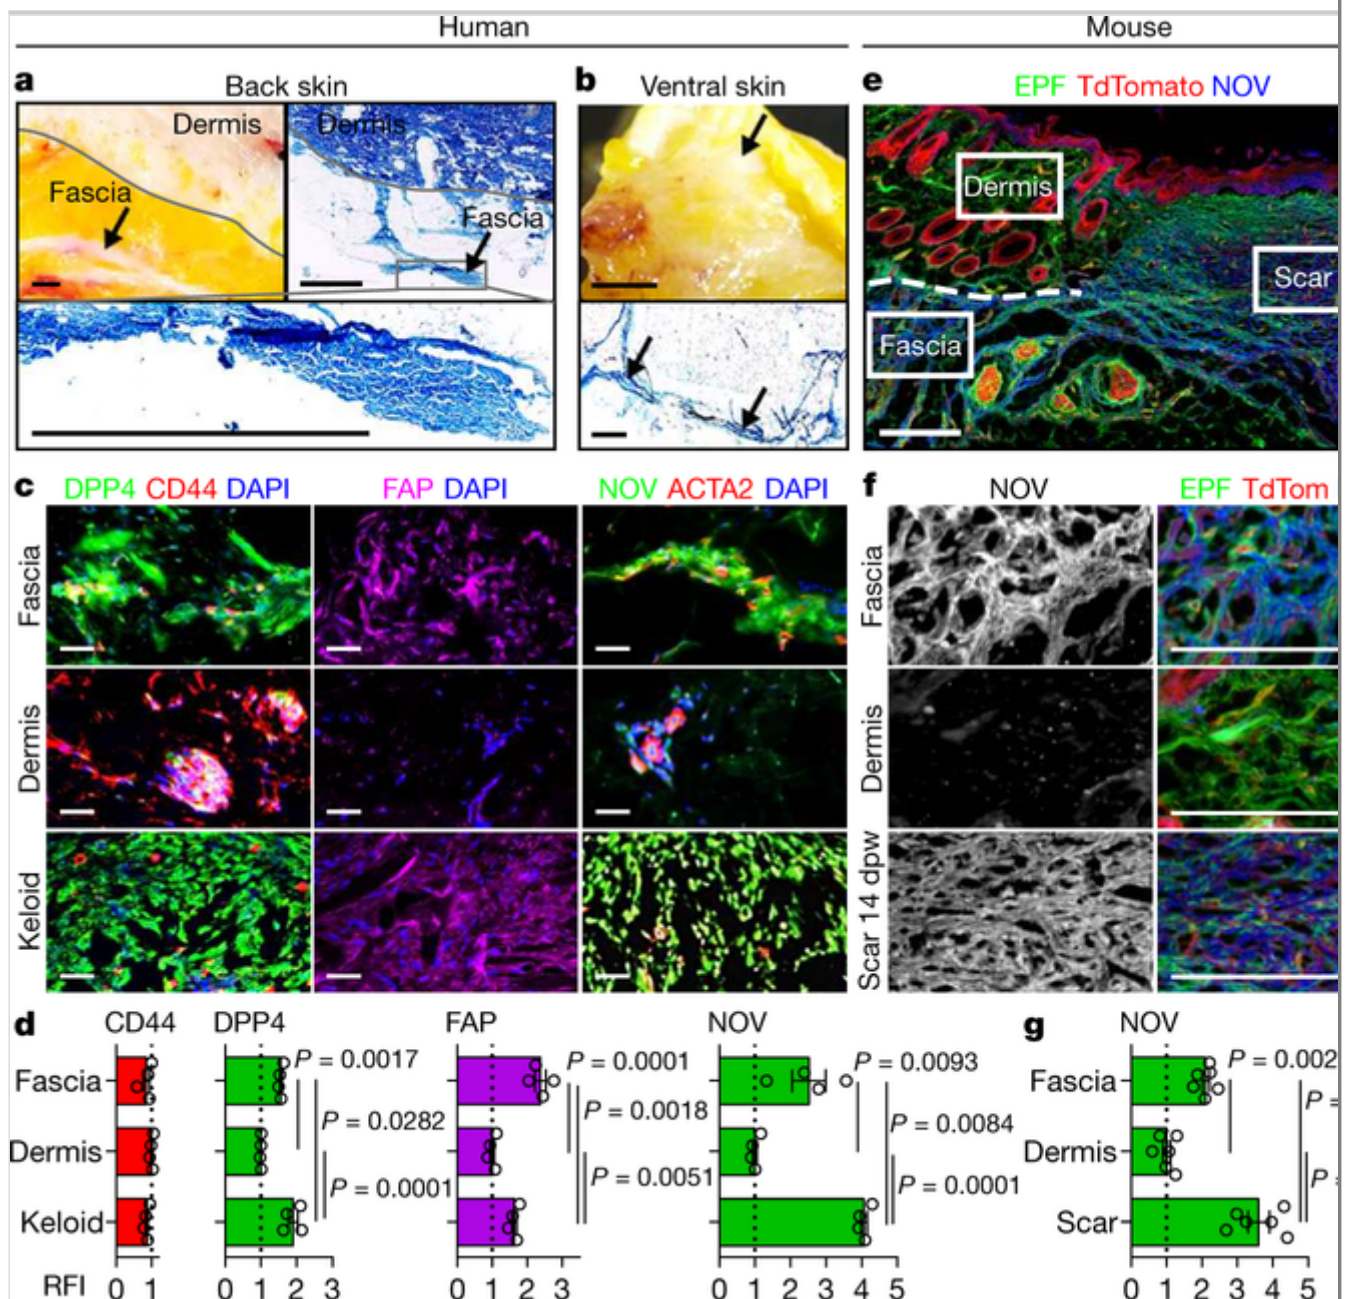 Human
Mouse
a
Back skin
Dermis
Fascia
Dermis
Fascia
b
Ventral skin
e
EPF TdTomato NOV
Dermis
Scar
Fascia
c
DPP4 CD44 DAPI
FAP DAPI
NOV ACTA2 DAPI
Fascia
Dermis
Keloid
f
NOV
EPF TdTom
Fascia
Dermis
Scar 14 dpw
d
CD44
DPP4
FAP
NOV
Fascia
Dermis
Keloid
RFI
0 1
P = 0.0017
P = 0.0282
P = 0.0001
0 1 2 3
P = 0.0001
P = 0.0018
P = 0.0051
0 1 2 3
P = 0.0093
P = 0.0084
P = 0.0001
0 1 2 3 4 5
g
NOV
Fascia
Dermis
Scar
P = 0.002
P =
P =
0 1 2 3 4 5